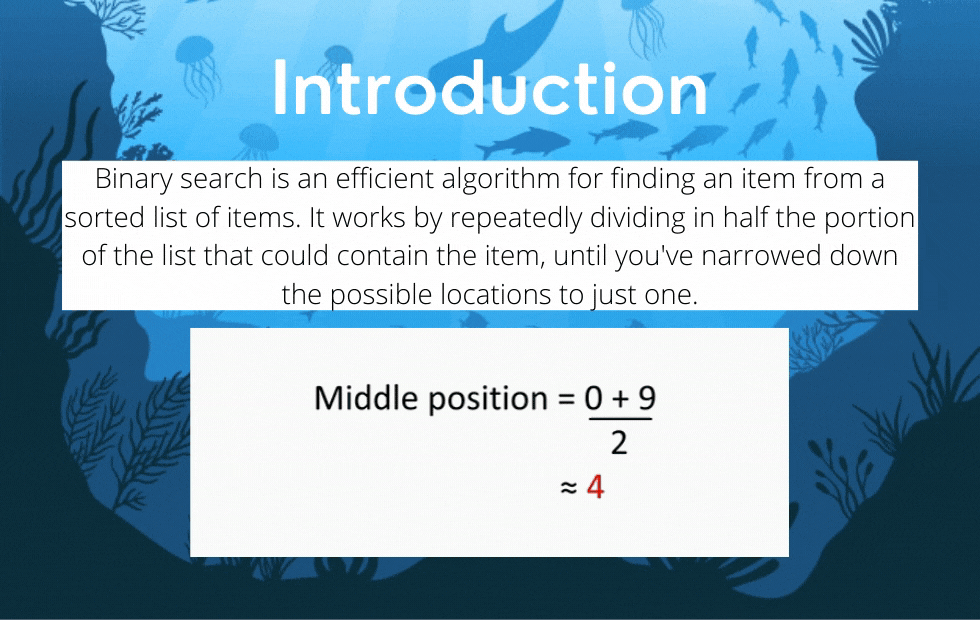 Introduction
Binary search is an efficient algorithm for finding an item from a
sorted list of items. It works by repeatedly dividing in half the portion
of the list that could contain the item, until you've narrowed down
the possible locations to just one.
Middle position = 0 + 9
2
≈ 4